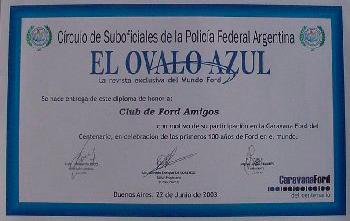 Círculo de Suboficiales de la Policía Federal Argentina
EL OVALO AZUL
La revista exclusiva del Mundo Ford
Se hace entrega de este diploma de honor a:
Club de Ford Amigos
con motivo de su participación en la Caravana Ford del
Centenario, en celebración de los primeros 100 años de Ford en el mundo.
Buenos Aires, 22 de junio de 2003
CaravanaFord
del centenario